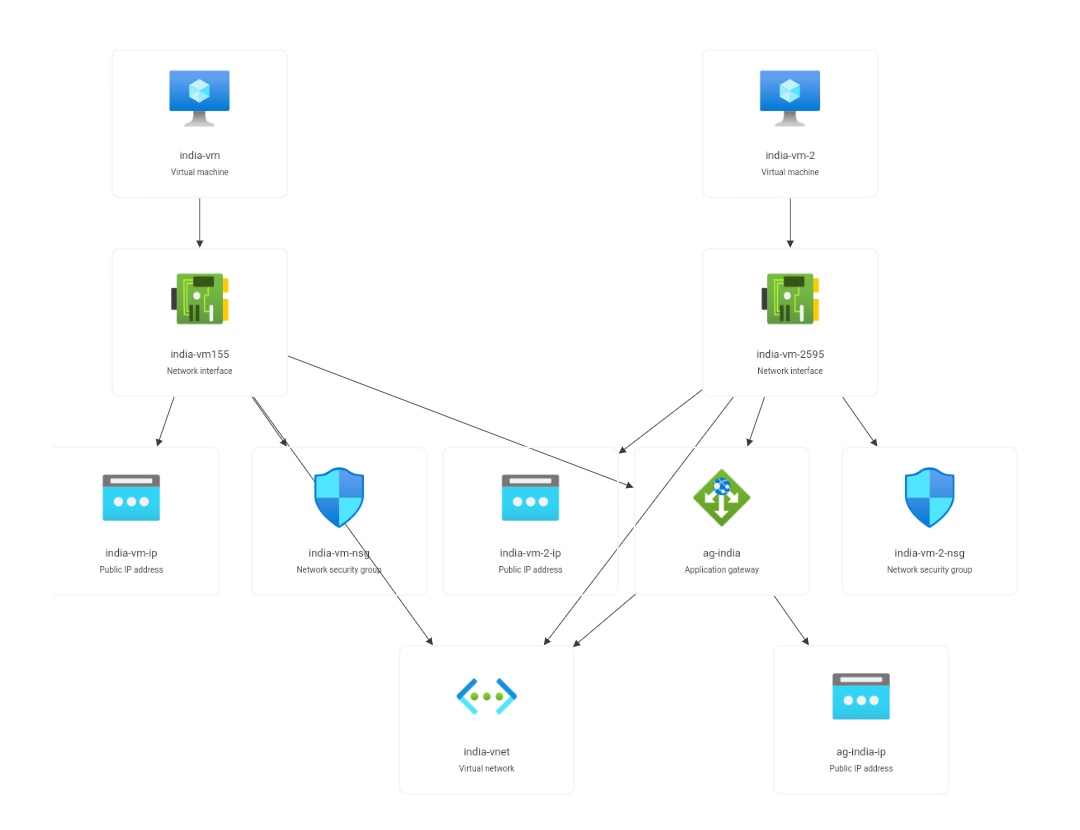 india-vm
Virtual machine
india-vm-2
Virtual machine
india-vm155
Network interface
india-vm-2595
Network interface
india-vm-ip
Public IP address
india-vm-nsg
Network security group
india-vm-2-ip
Public IP address
ag-india
Application gateway
india-vm-2-nsg
Network security group
india-vnet
Virtual network
ag-india-ip
Public IP address